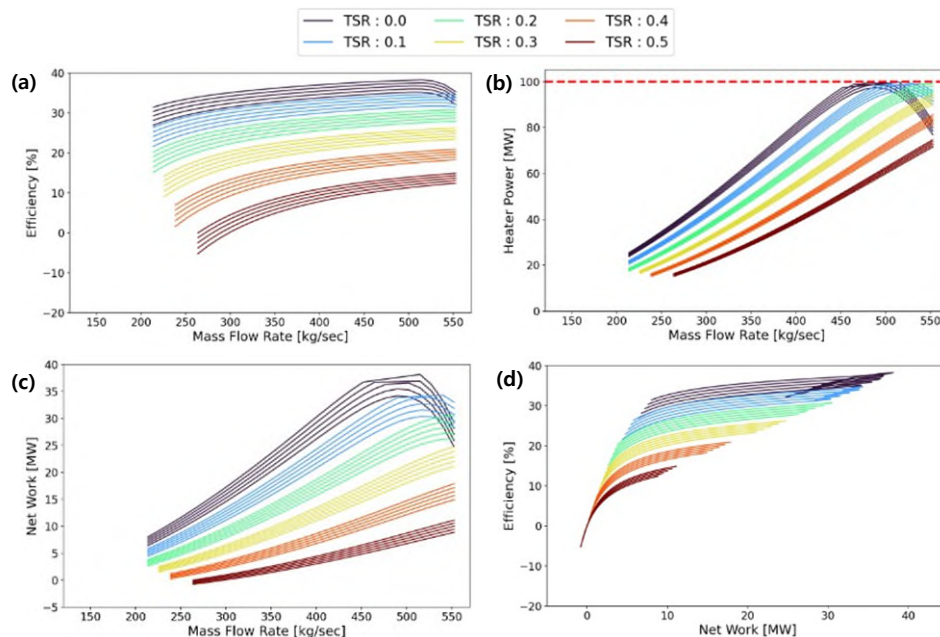 TSR : 0.0 TSR : 0.2 TSR : 0.4
TSR : 0.1 TSR : 0.3 TSR : 0.5
(a)
40
30
20
10
0
−10
−20
Efficiency [%]
150 200 250 300 350 400 450 500 550
Mass Flow Rate [kg/sec]
(b)
100
80
60
40
20
0
Heater Power [MW]
150 200 250 300 350 400 450 500 550
Mass Flow Rate [kg/sec]
(c)
40
35
30
25
20
15
10
5
0
−5
Net Work [MW]
150 200 250 300 350 400 450 500 550
Mass Flow Rate [kg/sec]
(d)
40
30
20
10
0
−10
−20
Efficiency [%]
0 10 20 30 40
Net Work [MW]